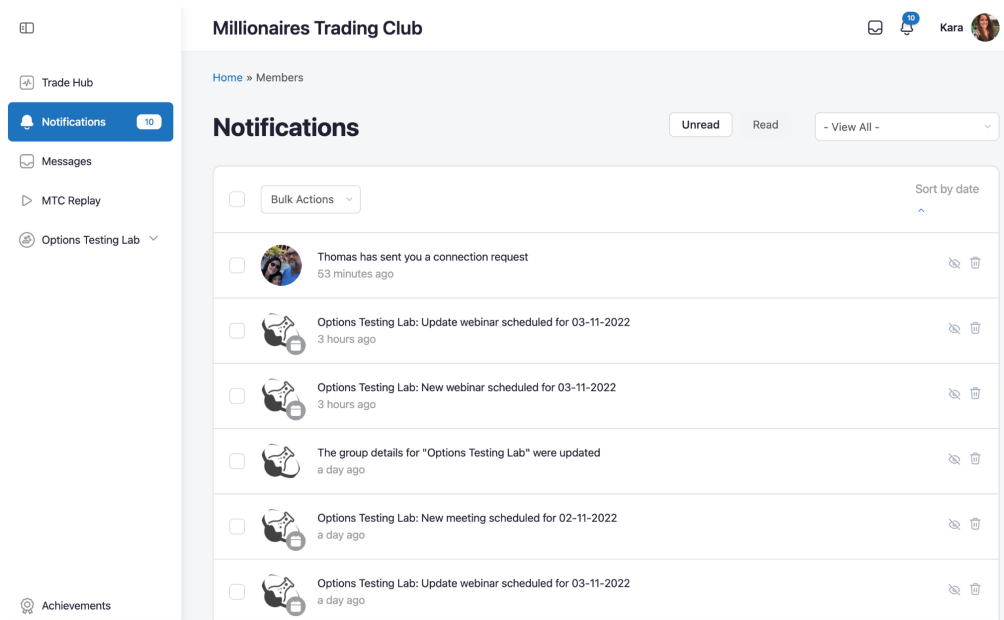 Millionaires Trading Club
10
Kara
Trade Hub
Notifications 10
Messages
MTC Replay
Options Testing Lab
Achievements
Home » Members
Notifications
Unread Read - View All -
Bulk Actions
Sort by date
Thomas has sent you a connection request
53 minutes ago
Options Testing Lab: Update webinar scheduled for 03-11-2022
3 hours ago
Options Testing Lab: New webinar scheduled for 03-11-2022
3 hours ago
The group details for "Options Testing Lab" were updated
a day ago
Options Testing Lab: New meeting scheduled for 02-11-2022
a day ago
Options Testing Lab: Update webinar scheduled for 03-11-2022
a day ago